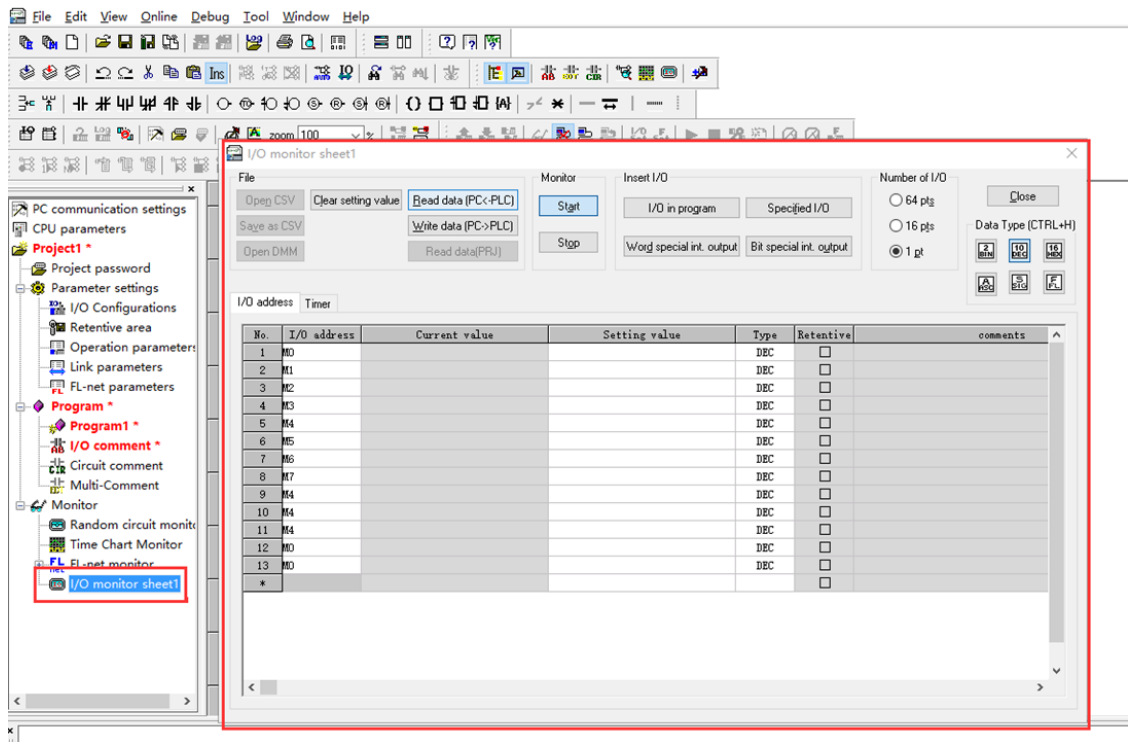 File Edit View Online Debug Tool Window Help
Ins
zoom 100 %
I/O monitor sheet1
File
Open CSV Clear setting value Read data (PC<-PLC)
Save as CSV Write data (PC->PLC)
Open DMM Read data(PRJ)
Monitor
Start
Stop
Insert I/O
I/O in program Specified I/O
Word special int. output Bit special int. output
Number of I/O
64 pts
16 pts
1 pt
Close
Data Type (CTRL+H)
2 BIN 10 DEC 16 HEX
A ASC S SIG F FL
I/O address Timer
No. I/O address Current value Setting value Type Retentive comments
1 M0 DEC
2 M1 DEC
3 M2 DEC
4 M3 DEC
5 M4 DEC
6 M5 DEC
7 M6 DEC
8 M7 DEC
9 M4 DEC
10 M4 DEC
11 M4 DEC
12 M0 DEC
13 M0 DEC
*
PC communication settings
CPU parameters
Project1 *
Project password
Parameter settings
I/O Configurations
Retentive area
Operation parameters
Link parameters
FL-net parameters
Program *
Program1 *
I/O comment *
Circuit comment
Multi-Comment
Monitor
Random circuit monito
Time Chart Monitor
FL-net monitor
I/O monitor sheet1